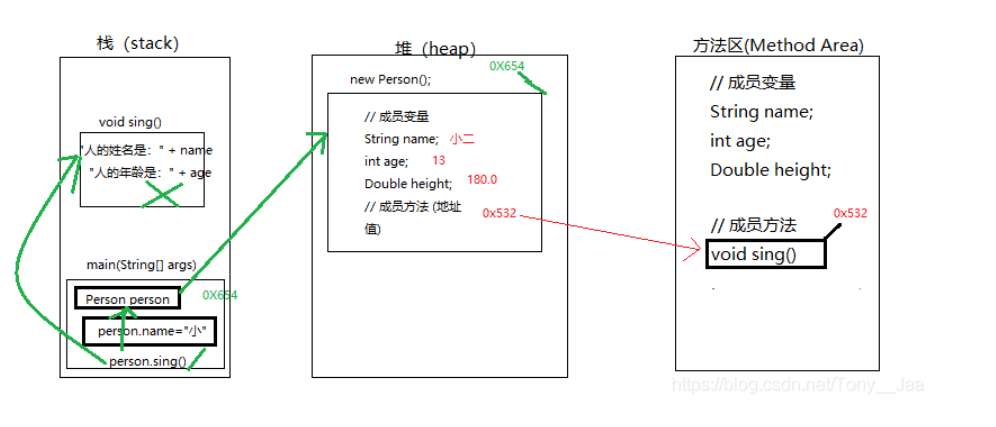 栈（stack）
void sing()
"人的姓名是：" + name
"人的年龄是：" + age
main(String[] args)
Person person
0X654
person.name="小"
person.sing()
堆（heap）
0X654
new Person();
// 成员变量
String name; 小二
int age; 13
Double height; 180.0
// 成员方法 (地址
值)
0x532
方法区(Method Area)
// 成员变量
String name;
int age;
Double height;
// 成员方法
0x532
void sing()
https://blog.csdn.net/Tony__Jaa